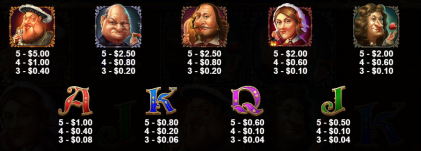 5 - $5.00
4 - $1.00
3 - $0.40
5 - $2.50
4 - $0.80
3 - $0.20
5 - $2.50
4 - $0.80
3 - $0.20
5 - $2.00
4 - $0.60
3 - $0.10
5 - $2.00
4 - $0.60
3 - $0.10
A
5 - $1.00
4 - $0.40
3 - $0.08
K
5 - $0.80
4 - $0.20
3 - $0.06
Q
5 - $0.60
4 - $0.10
3 - $0.04
J
5 - $0.50
4 - $0.10
3 - $0.04